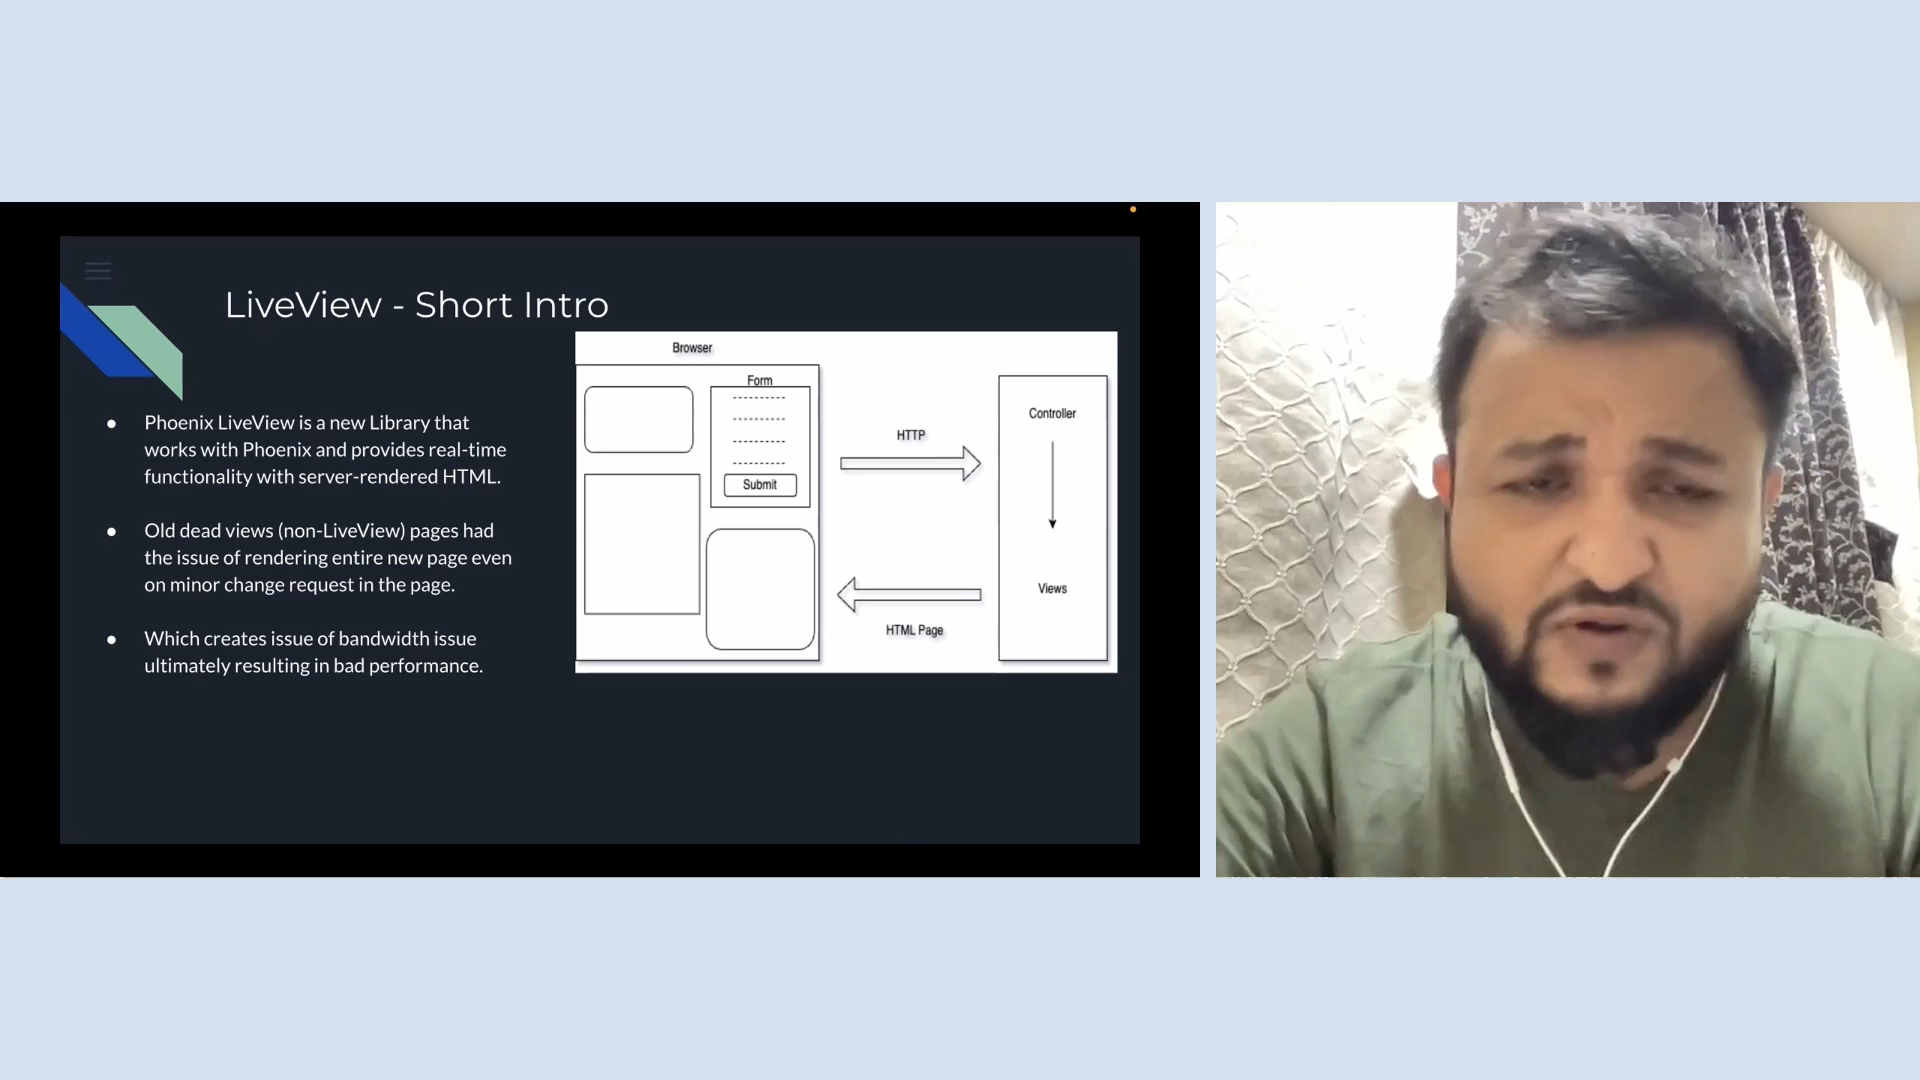 LiveView - Short Intro
● Phoenix LiveView is a new Library that
works with Phoenix and provides real-time
functionality with server-rendered HTML.
● Old dead views (non-LiveView) pages had
the issue of rendering entire new page even
on minor change request in the page.
● Which creates issue of bandwidth issue
ultimately resulting in bad performance.
Browser
Form
Submit
HTTP
HTML Page
Controller
Views